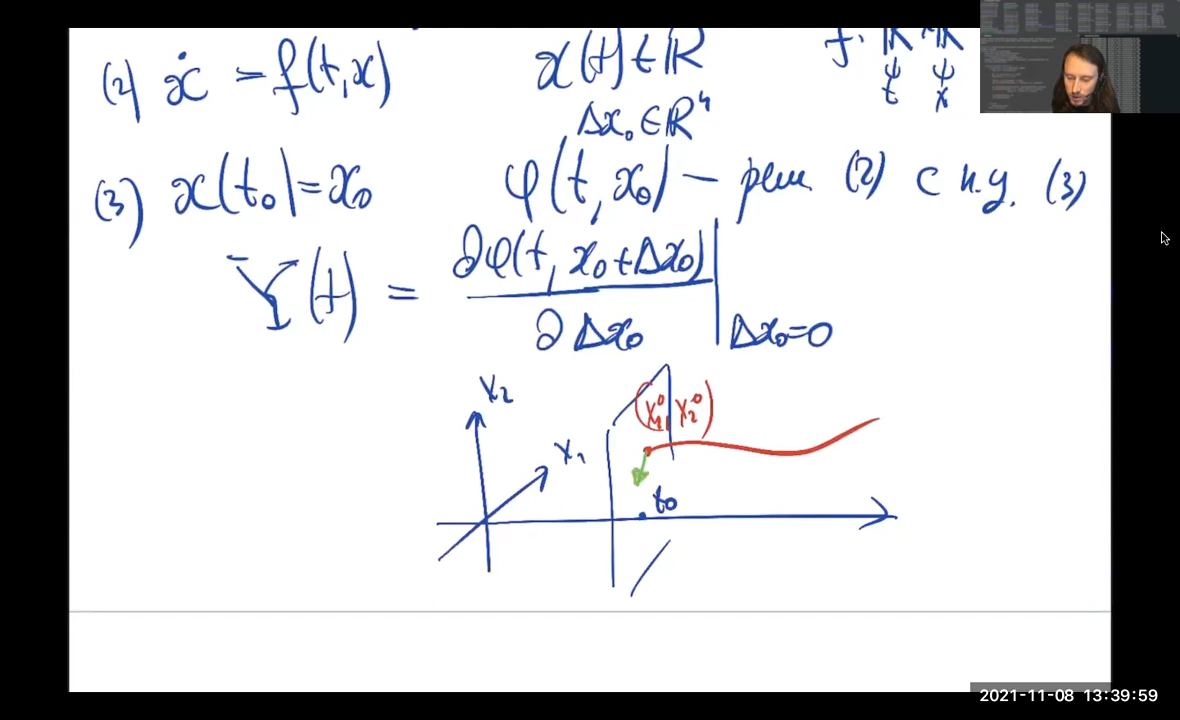 (2) ẋ = f(t,x) x(t) ∈ ℝ f: ℝ ℝ
Ψ Ψ
t x
Δx₀ ∈ ℝⁿ
(3) x(t₀)=x₀ φ(t, x₀) — реш (2) с н.у. (3)
Y(t) = ∂φ(t, x₀+Δx₀) / ∂Δx₀ | Δx₀=0
x₂
(x₁⁰, x₂⁰)
x₁
t₀
2021-11-08 13:39:59